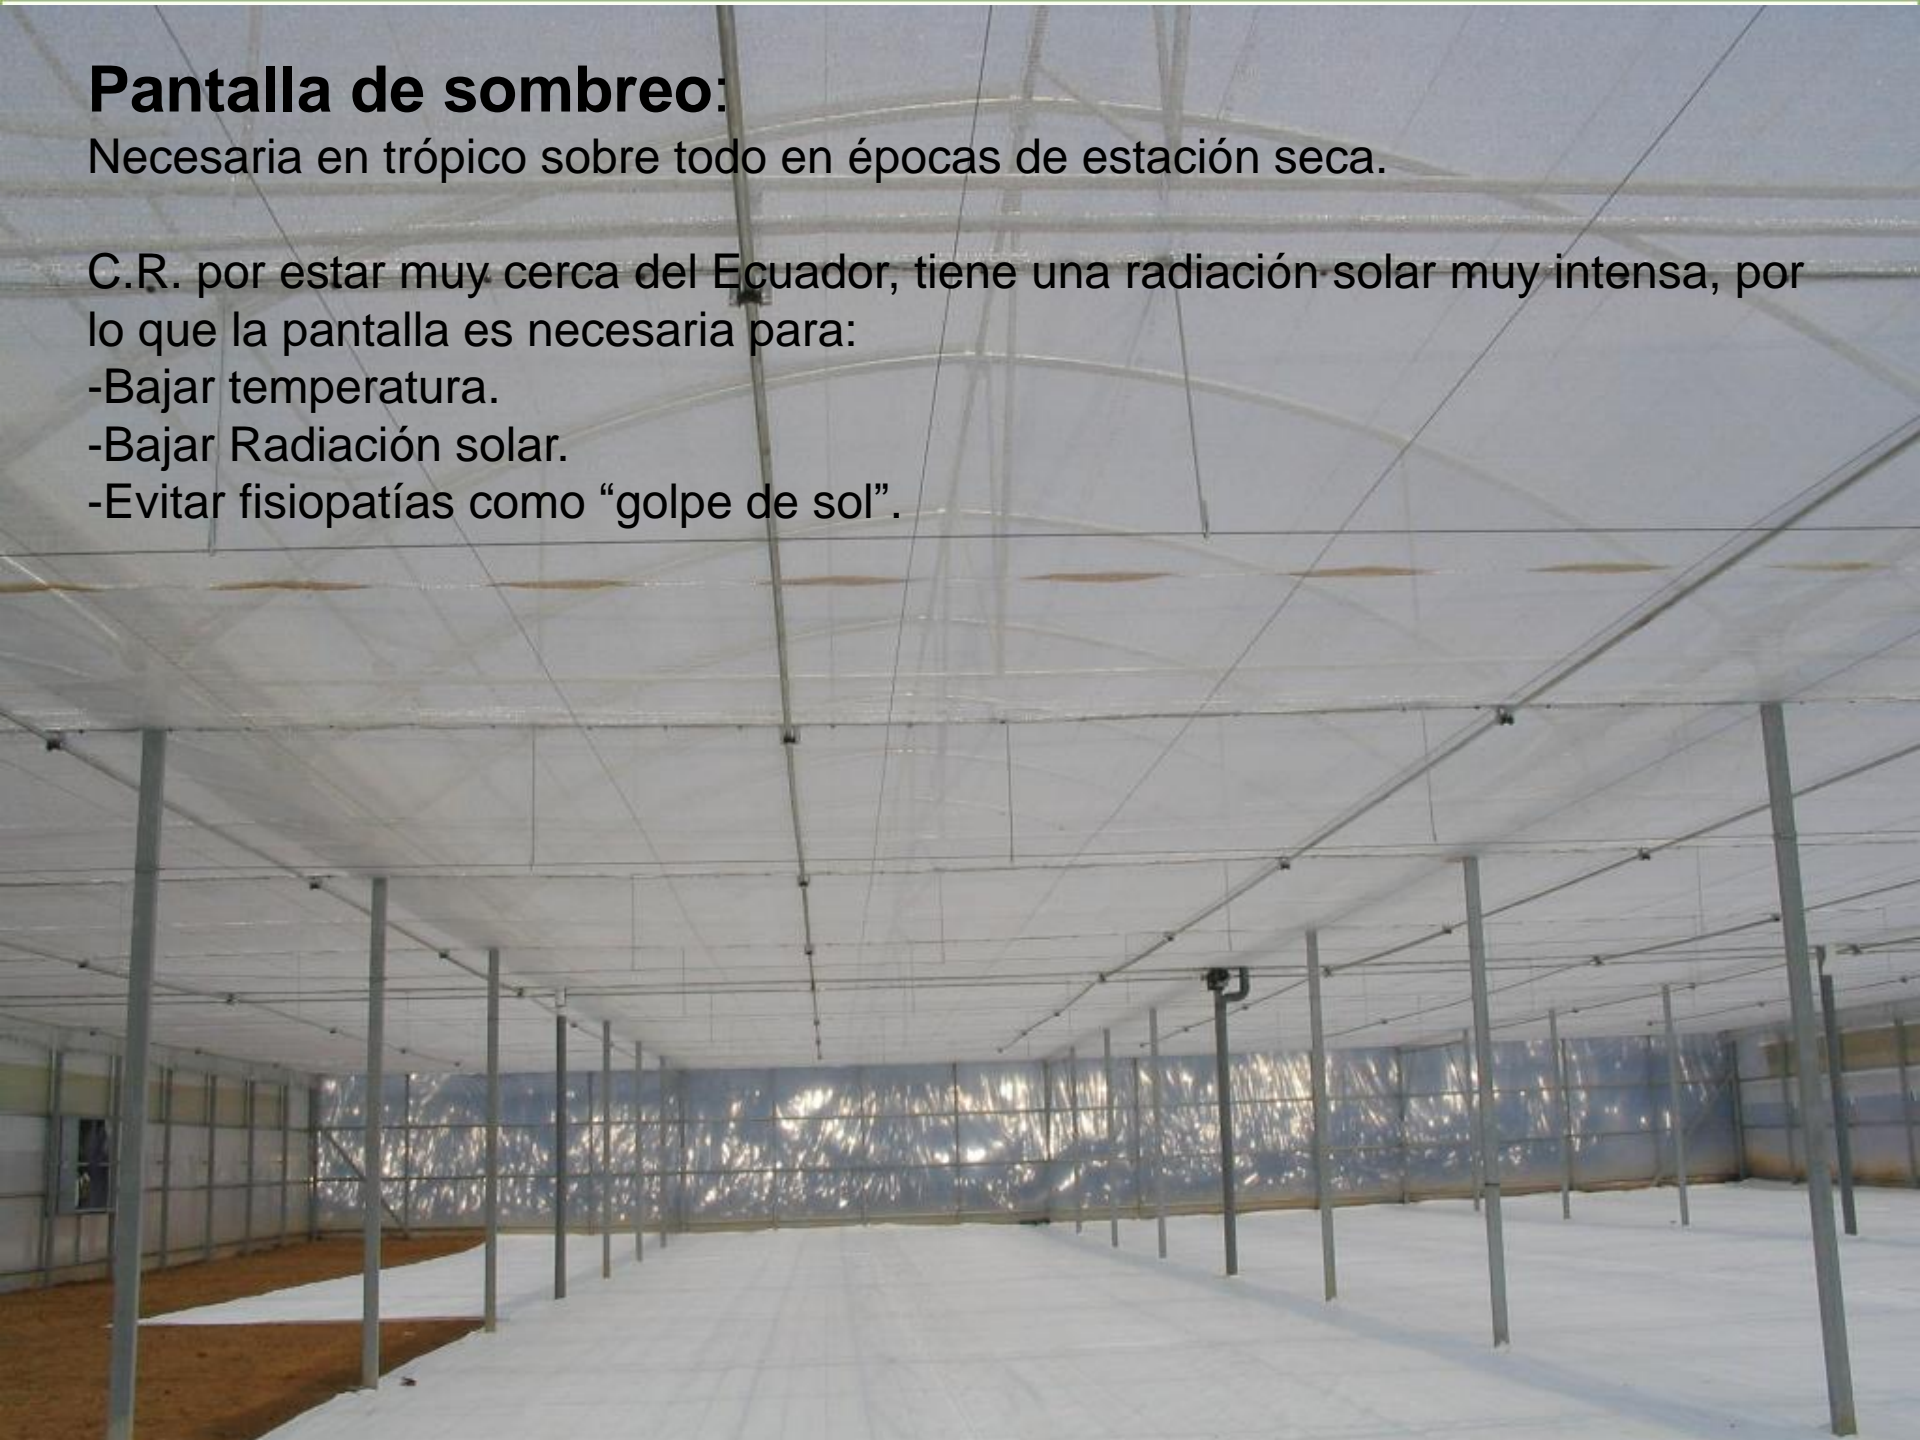 Pantalla de sombreo:
Necesaria en trópico sobre todo en épocas de estación seca.
C.R. por estar muy cerca del Ecuador, tiene una radiación solar muy intensa, por
lo que la pantalla es necesaria para:
-Bajar temperatura.
-Bajar Radiación solar.
-Evitar fisiopatías como “golpe de sol”.